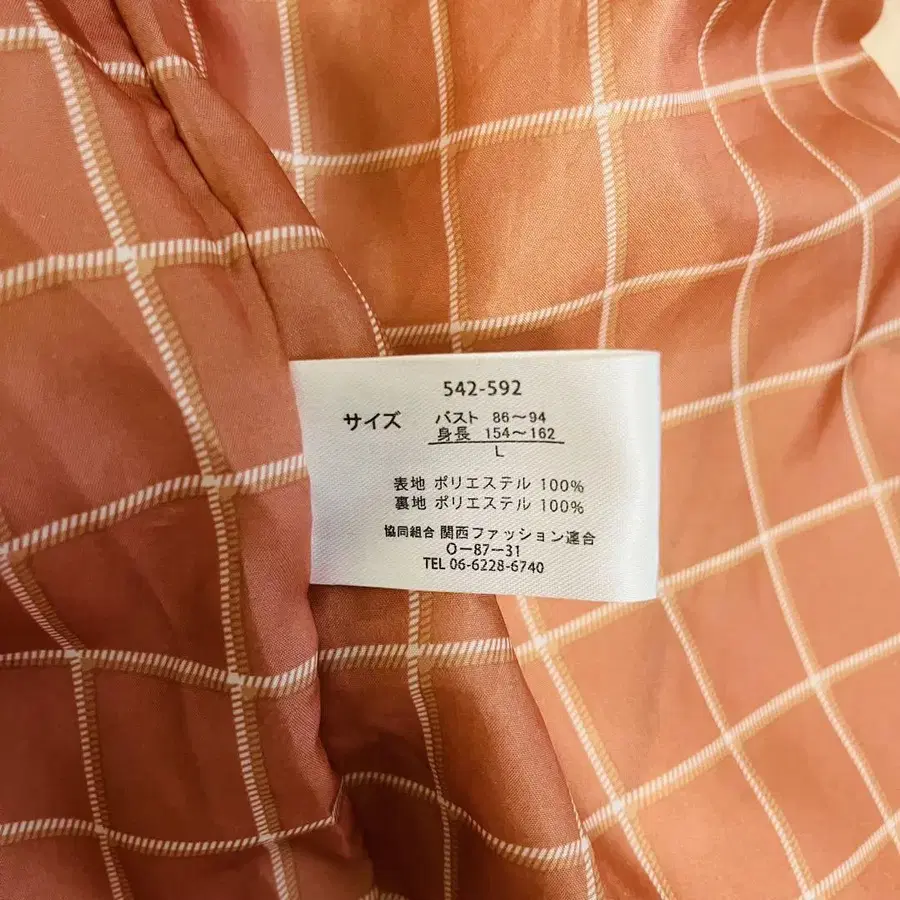 542-592
サイズ バスト 86～94
身長 154～162
L
表地 ポリエステル 100%
裏地 ポリエステル 100%
協同組合 関西ファッション連合
O－87－31
TEL 06-6228-6740